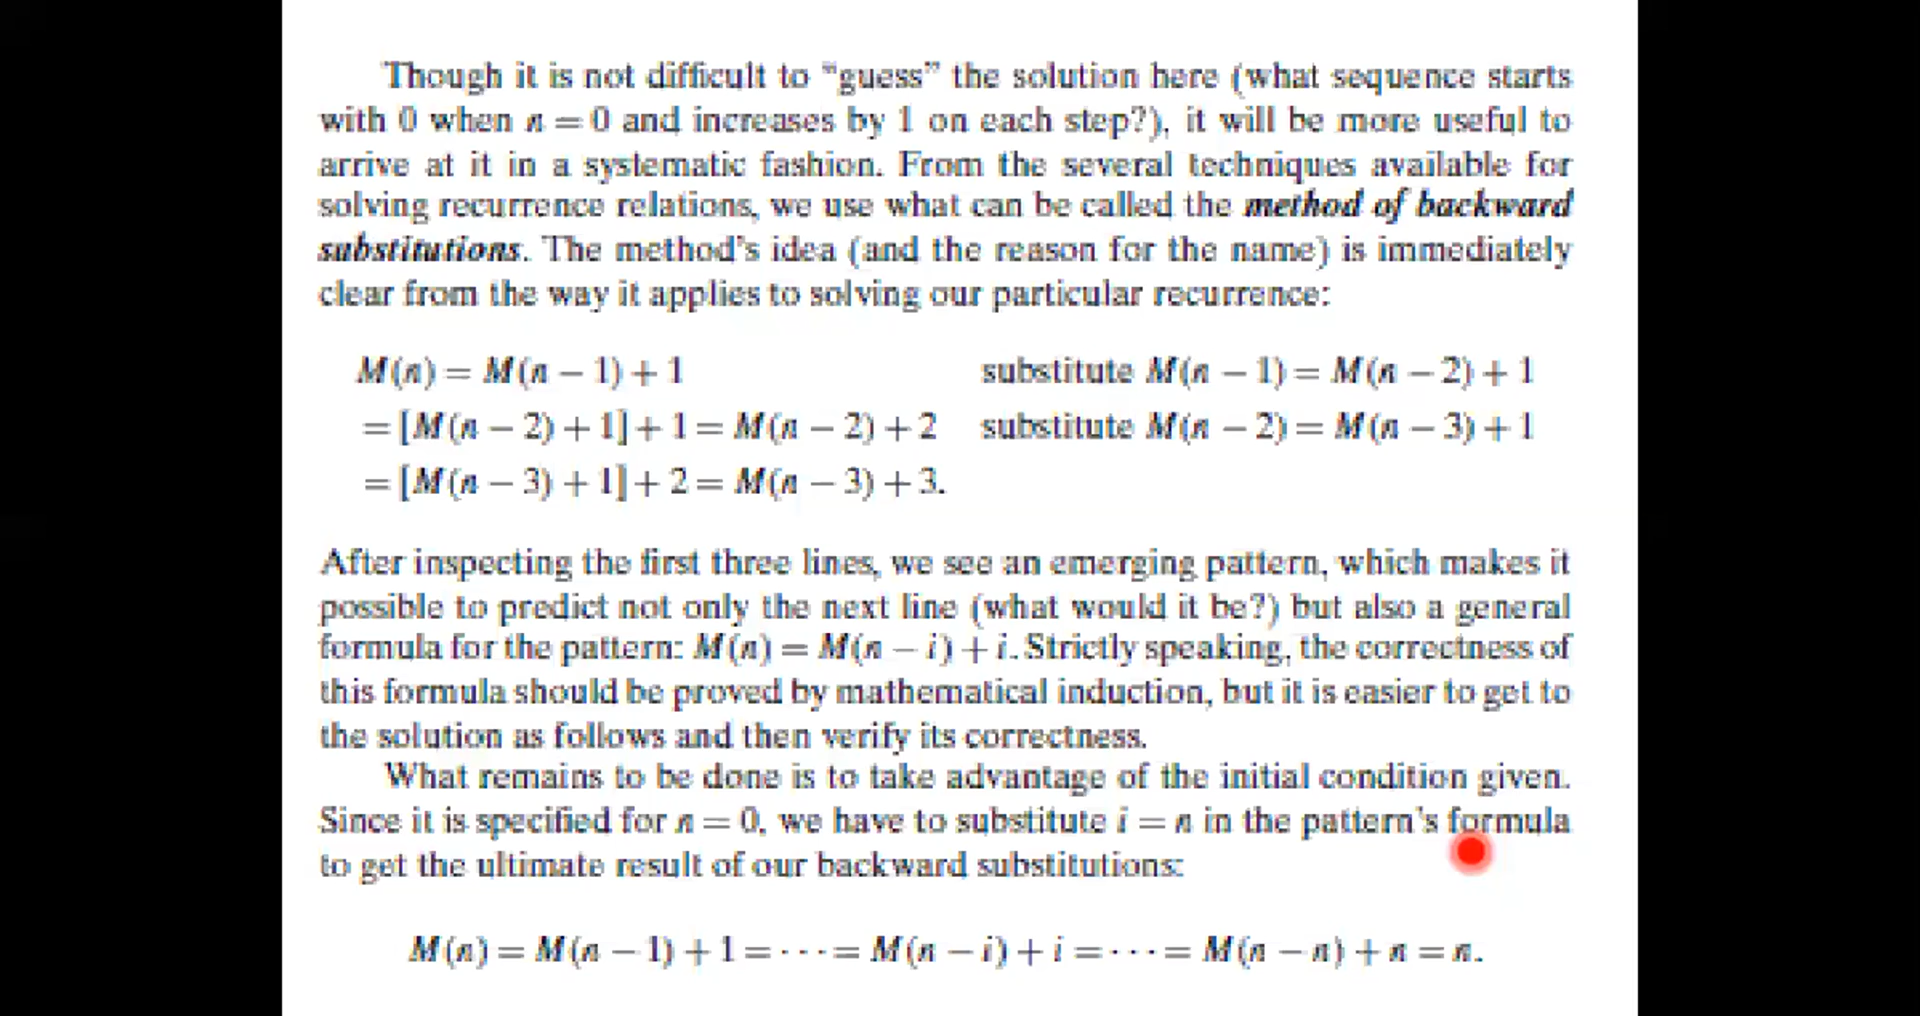 Though it is not difficult to “guess” the solution here (what sequence starts
with 0 when n = 0 and increases by 1 on each step?), it will be more useful to
arrive at it in a systematic fashion. From the several techniques available for
solving recurrence relations, we use what can be called the method of backward
substitutions. The method’s idea (and the reason for the name) is immediately
clear from the way it applies to solving our particular recurrence:
M(n) = M(n − 1) + 1 substitute M(n − 1) = M(n − 2) + 1
= [M(n − 2) + 1] + 1 = M(n − 2) + 2 substitute M(n − 2) = M(n − 3) + 1
= [M(n − 3) + 1] + 2 = M(n − 3) + 3.
After inspecting the first three lines, we see an emerging pattern, which makes it
possible to predict not only the next line (what would it be?) but also a general
formula for the pattern: M(n) = M(n − i) + i. Strictly speaking, the correctness of
this formula should be proved by mathematical induction, but it is easier to get to
the solution as follows and then verify its correctness.
What remains to be done is to take advantage of the initial condition given.
Since it is specified for n = 0, we have to substitute i = n in the pattern’s formula
to get the ultimate result of our backward substitutions:
M(n) = M(n − 1) + 1 = · · · = M(n − i) + i = · · · = M(n − n) + n = n.